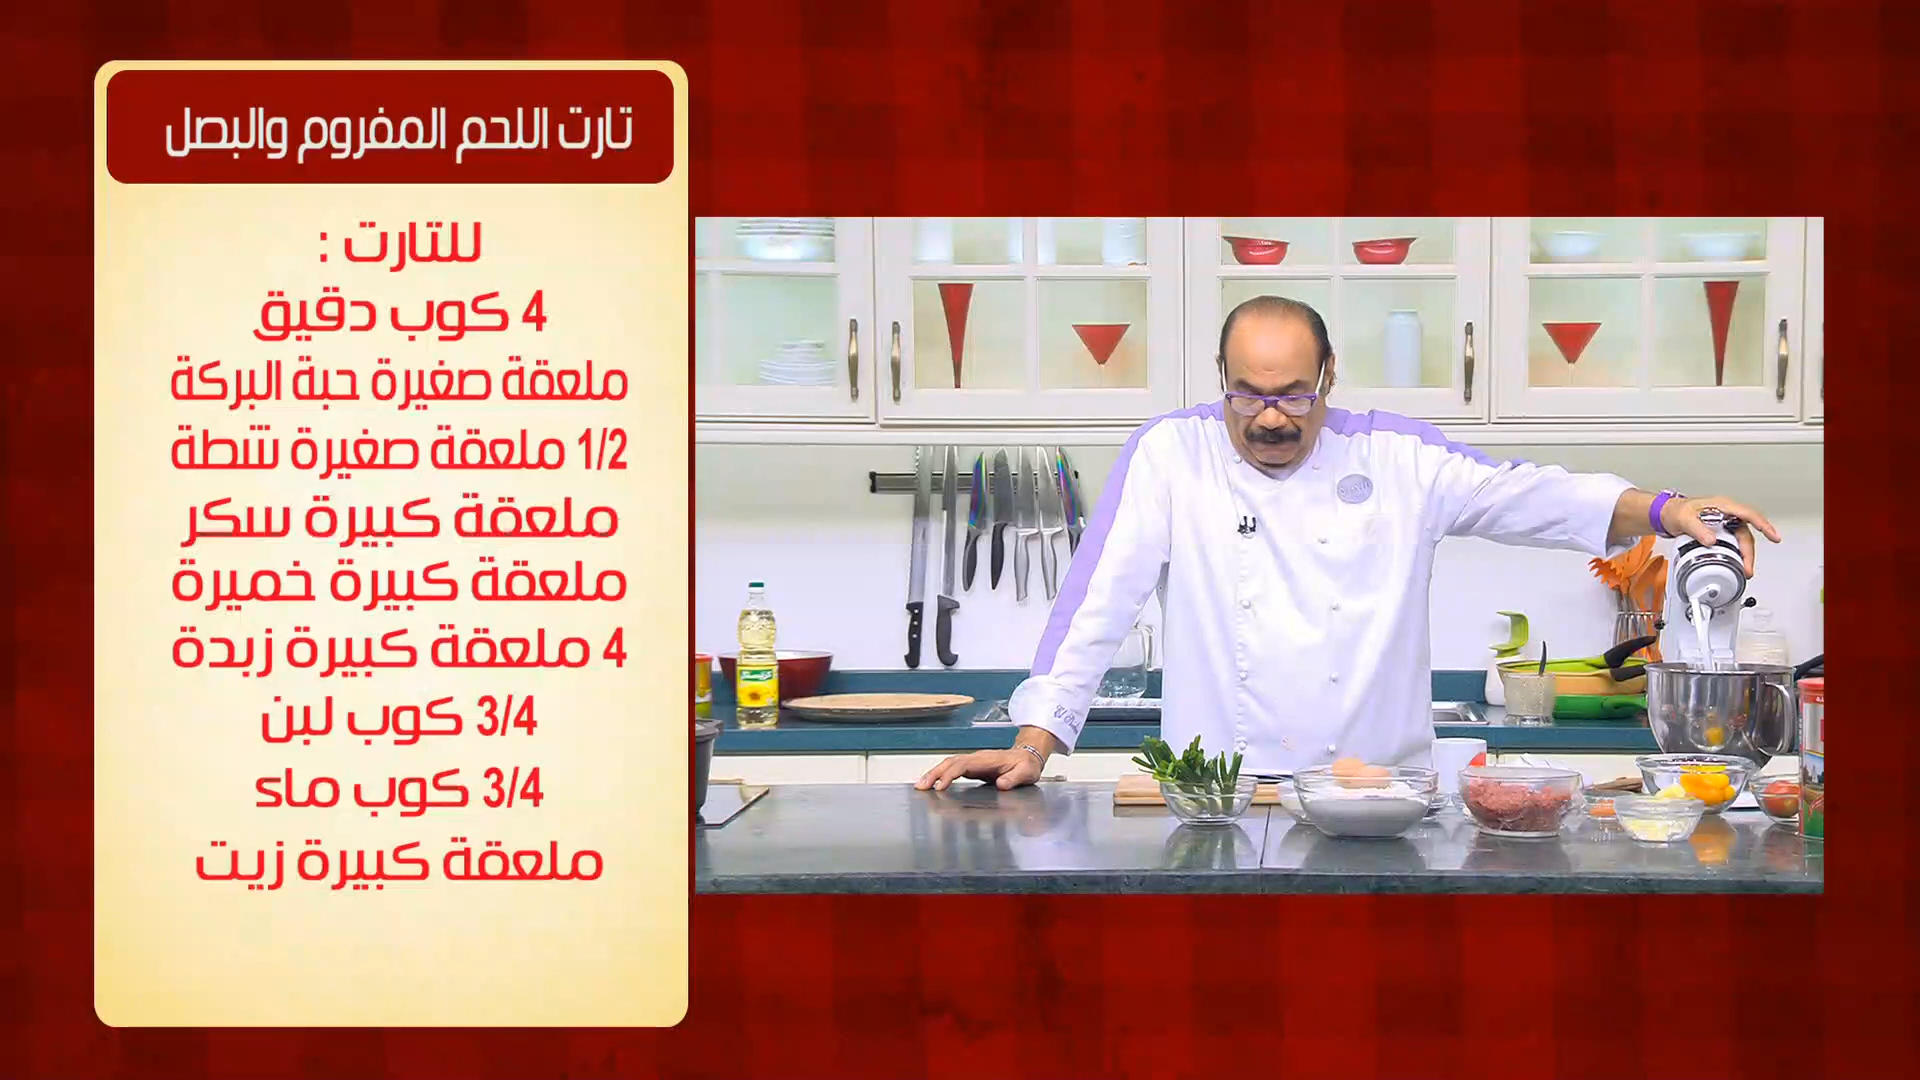 تارت اللحم المفروم والبصل
للتارت :
4 كوب دقيق
ملعقة صغيرة حبة البركة
1/2 ملعقة صغيرة شطة
ملعقة كبيرة سكر
ملعقة كبيرة خميرة
4 ملعقة كبيرة زبدة
3/4 كوب لبن
3/4 كوب ماء
ملعقة كبيرة زيت